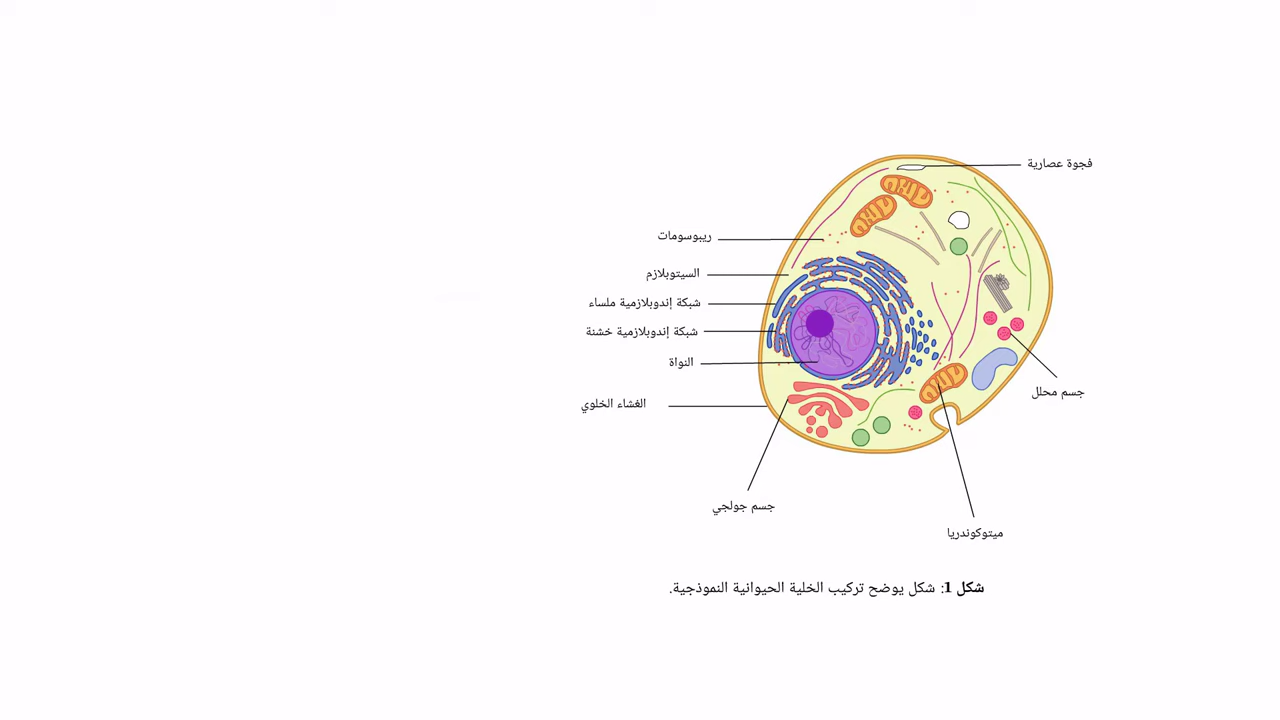 فجوة عصارية
ريبوسومات
السيتوبلازم
شبكة إندوبلازمية ملساء
شبكة إندوبلازمية خشنة
النواة
جسم محلل
الغشاء الخلوي
جسم جولجي
ميتوكوندريا
شكل 1: شكل يوضح تركيب الخلية الحيوانية النموذجية.